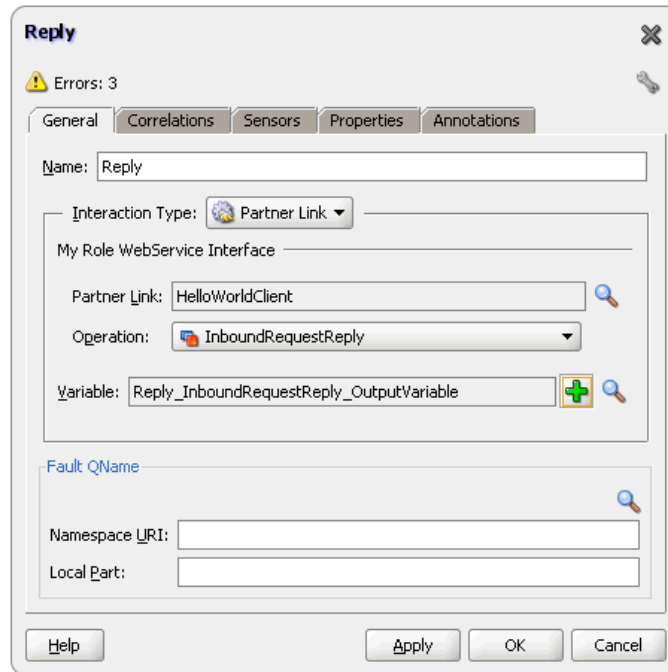 Reply
Errors: 3
General Correlations Sensors Properties Annotations
Name: Reply
Interaction Type: Partner Link
My Role WebService Interface
Partner Link: HelloWorldClient
Operation: InboundRequestReply
Variable: Reply_InboundRequestReply_OutputVariable
Fault QName
Namespace URI:
Local Part:
Help Apply OK Cancel